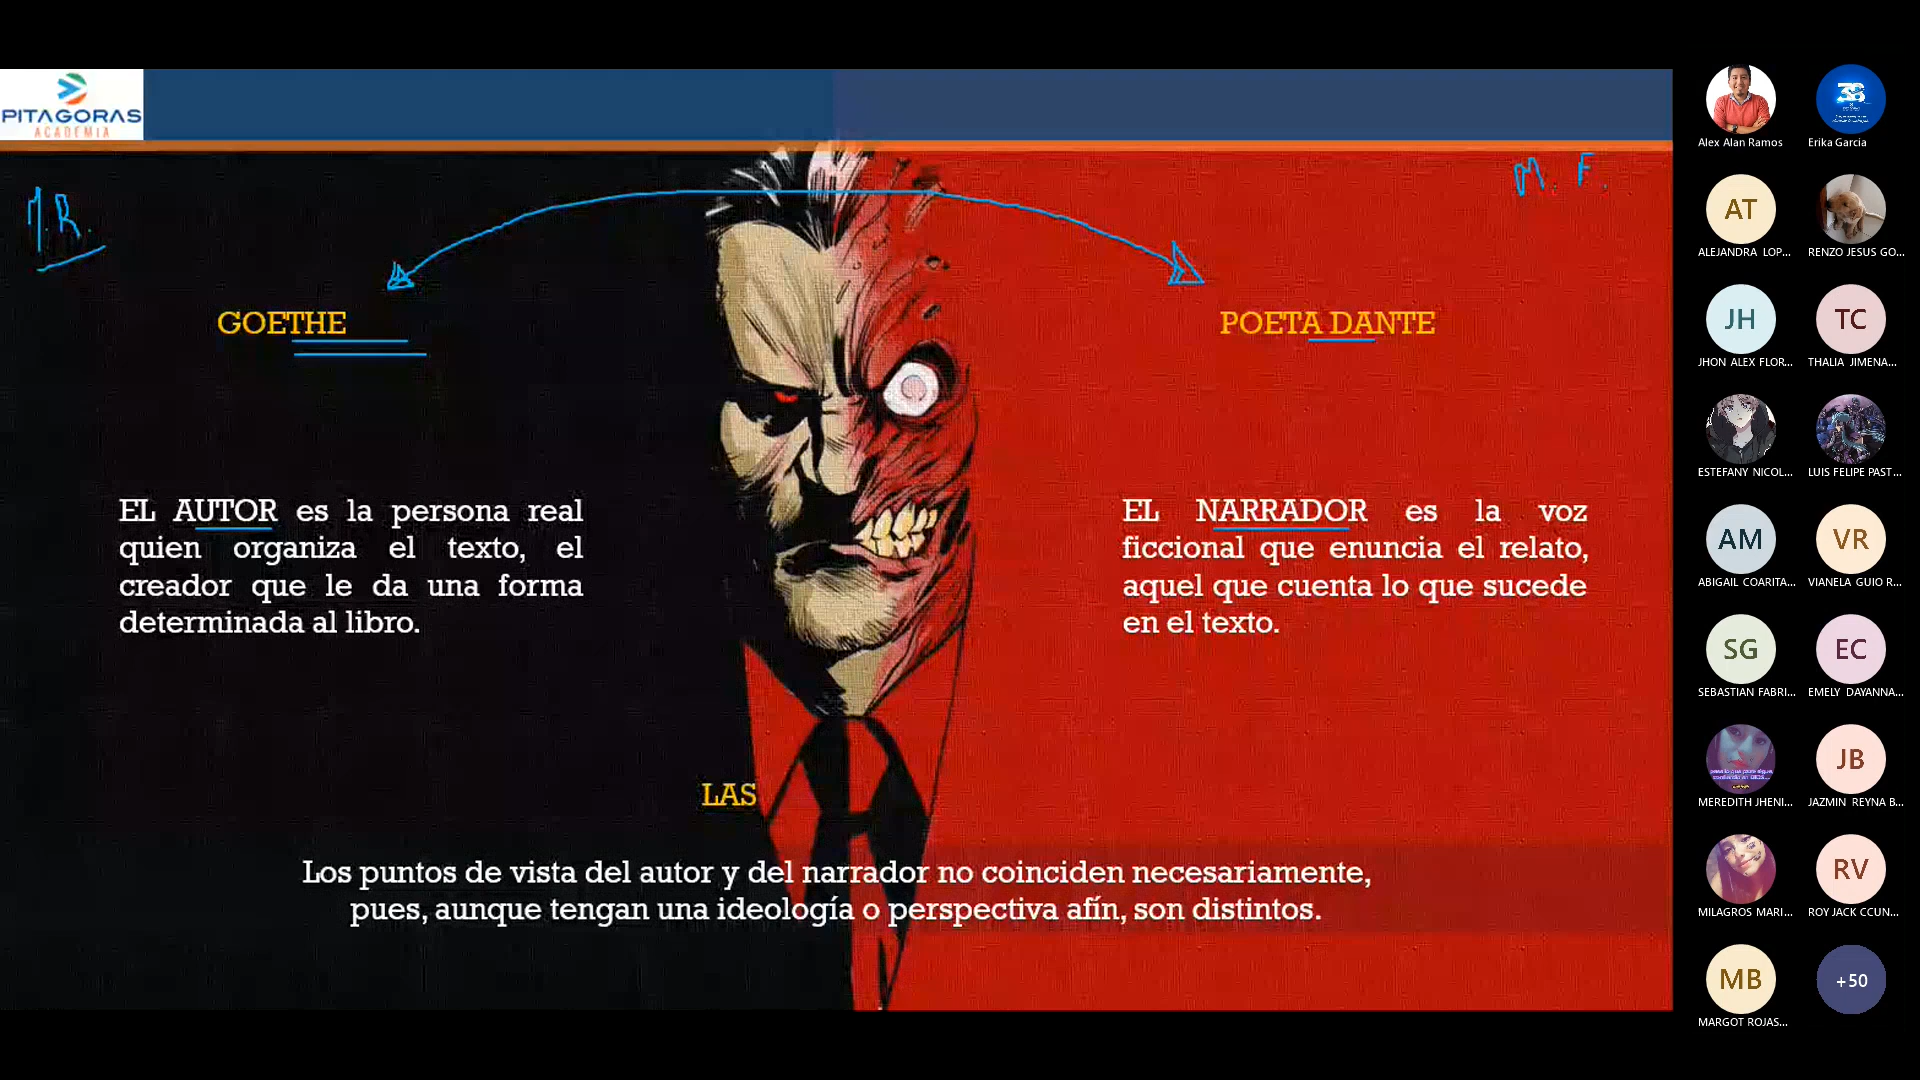 PITAGORAS
ACADEMIA
M.R.
M. F.
GOETHE
POETA DANTE
EL AUTOR es la persona real
quien organiza el texto, el
creador que le da una forma
determinada al libro.
EL NARRADOR es la voz
ficcional que enuncia el relato,
aquel que cuenta lo que sucede
en el texto.
LAS
Los puntos de vista del autor y del narrador no coinciden necesariamente,
pues, aunque tengan una ideología o perspectiva afín, son distintos.
Alex Alan Ramos
Erika Garcia
AT
ALEJANDRA LOP...
RENZO JESUS GO...
JH
JHON ALEX FLOR...
TC
THALIA JIMENA...
ESTEFANY NICOL...
LUIS FELIPE PAST...
AM
ABIGAIL COARITA...
VR
VIANELA GUIO R...
SG
SEBASTIAN FABRI...
EC
EMELY DAYANNA...
MEREDITH JHENI...
JB
JAZMIN REYNA B...
MILAGROS MARI...
RV
ROY JACK CCUN...
MB
MARGOT ROJAS...
+50